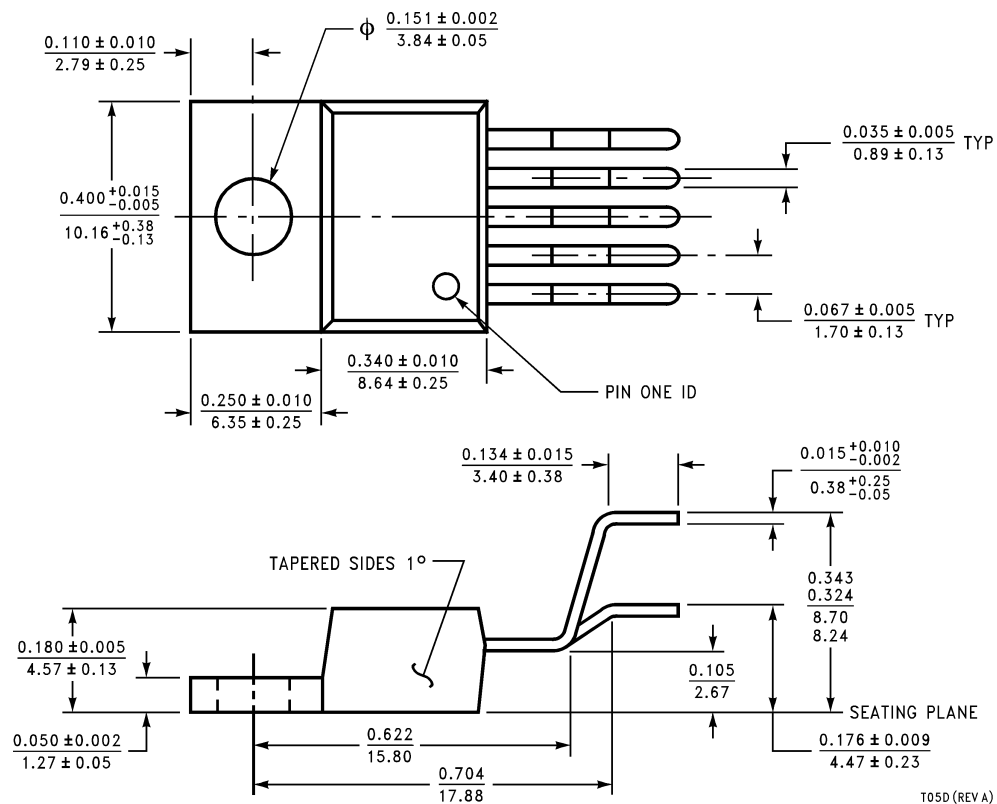 ϕ 0.151 ± 0.002
3.84 ± 0.05
0.110 ± 0.010
2.79 ± 0.25
0.035 ± 0.005 TYP
0.89 ± 0.13
0.400 +0.015 -0.005
10.16 +0.38 -0.13
0.067 ± 0.005 TYP
1.70 ± 0.13
0.340 ± 0.010
8.64 ± 0.25
PIN ONE ID
0.250 ± 0.010
6.35 ± 0.25
0.134 ± 0.015
3.40 ± 0.38
0.015 +0.010 -0.002
0.38 +0.25 -0.05
TAPERED SIDES 1°
0.343
0.324
8.70
8.24
0.180 ± 0.005
4.57 ± 0.13
0.105
2.67
SEATING PLANE
0.050 ±0.002
1.27 ± 0.05
0.622
15.80
0.176 ± 0.009
4.47 ± 0.23
0.704
17.88
T05D (REV A)